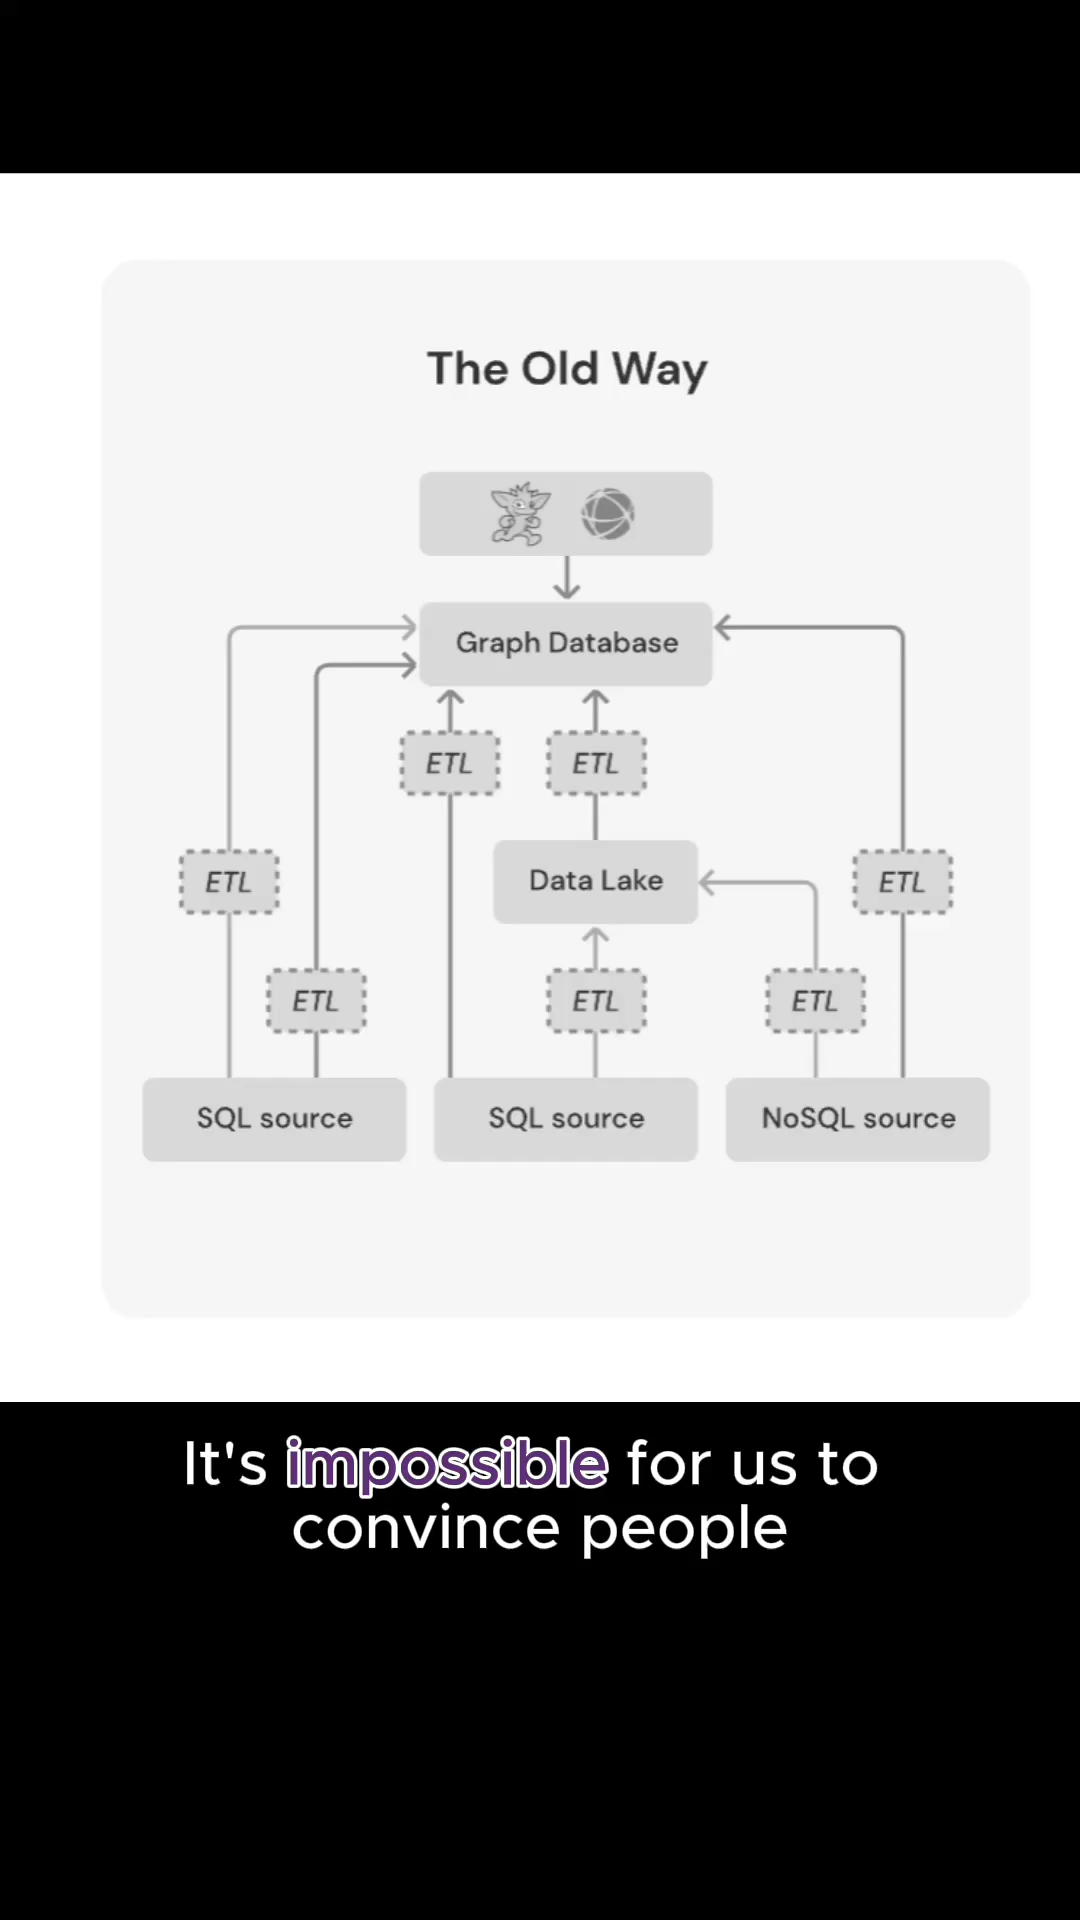 The Old Way
Graph Database
ETL
ETL
Data Lake
ETL
ETL
ETL
ETL
ETL
SQL source
SQL source
NoSQL source
It's impossible for us to
convince people